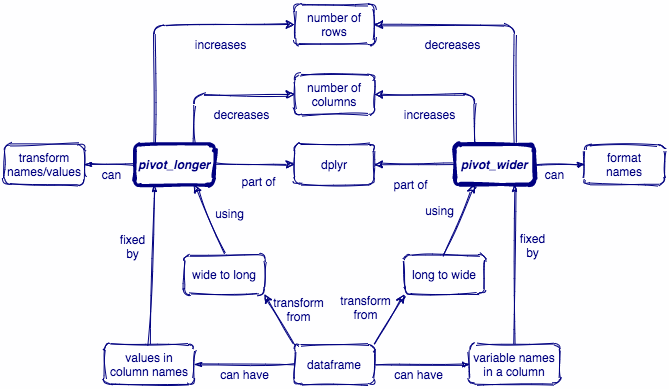 number of
rows
increases
decreases
number of
columns
decreases
increases
transform
names/values
can
pivot_longer
part of
dplyr
part of
pivot_wider
can
format
names
using
using
fixed
by
fixed
by
wide to long
long to wide
transform
from
transform
from
values in
column names
can have
dataframe
can have
variable names
in a column